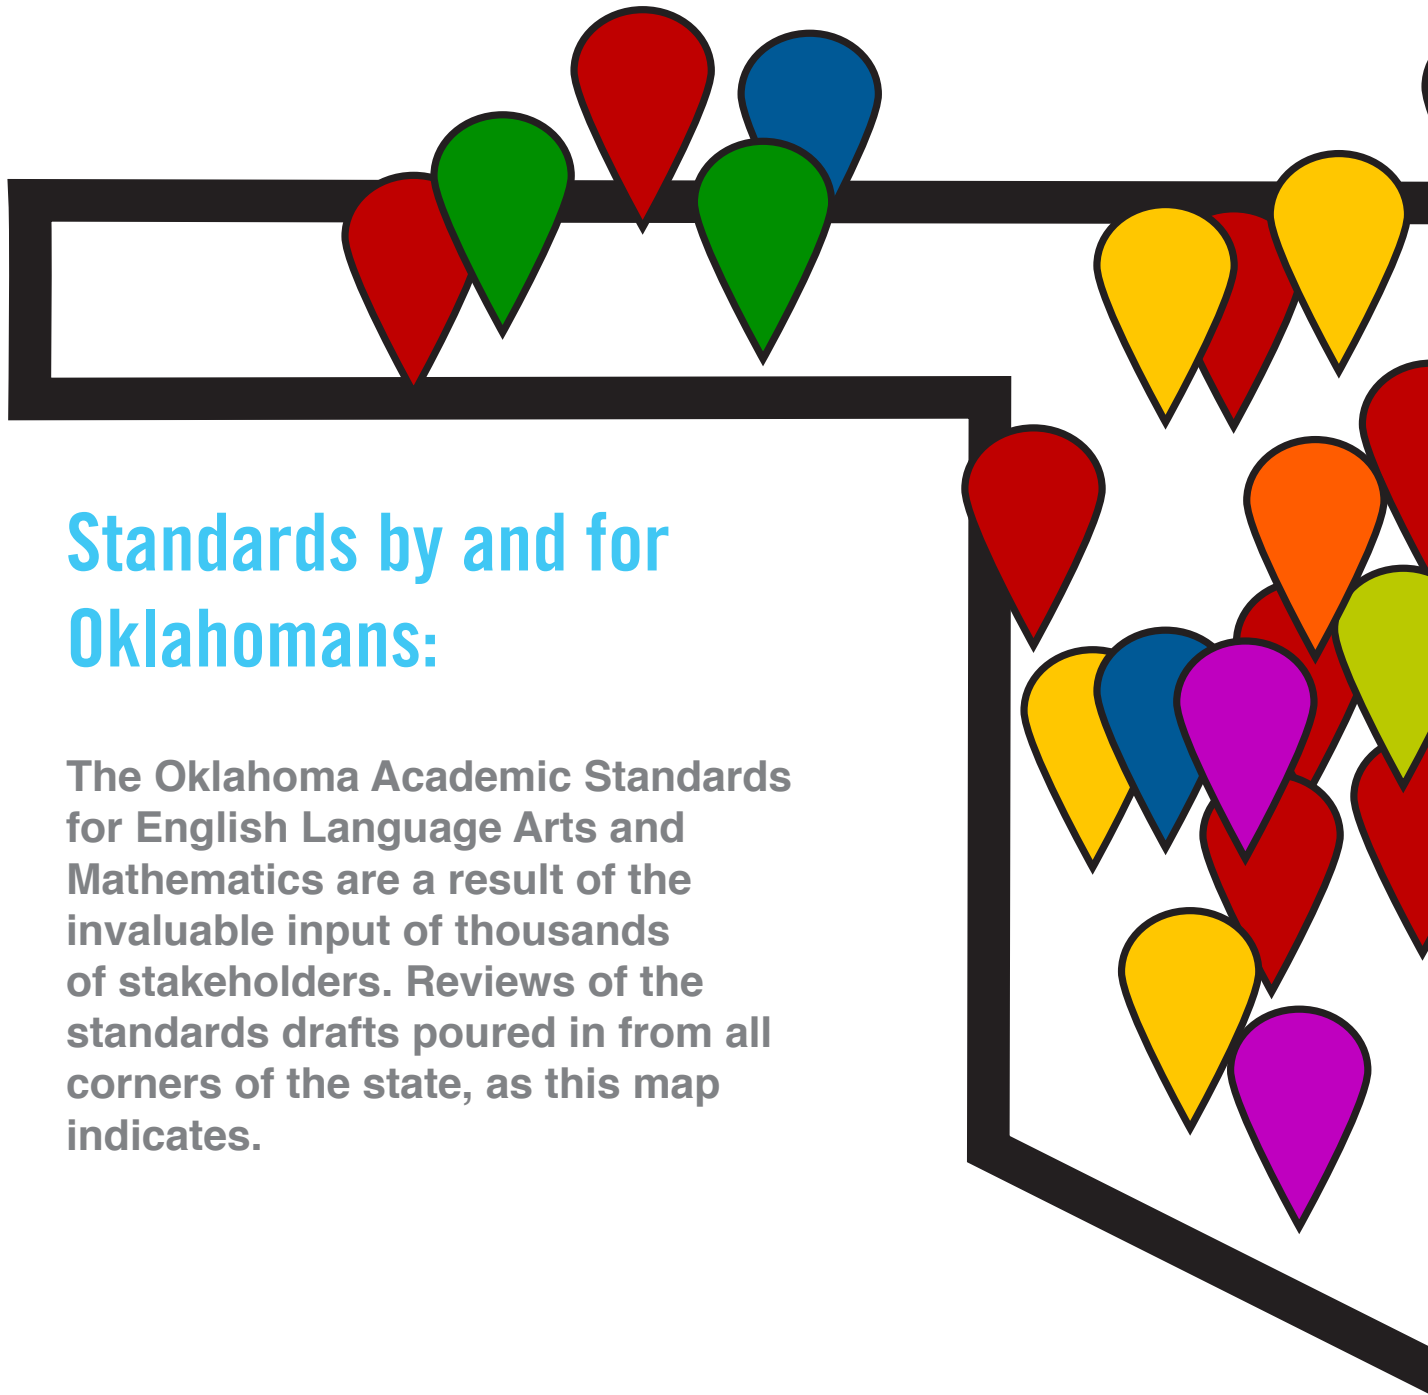 Standards by and for
Oklahomans:
The Oklahoma Academic Standards
for English Language Arts and
Mathematics are a result of the
invaluable input of thousands
of stakeholders. Reviews of the
standards drafts poured in from all
corners of the state, as this map
indicates.